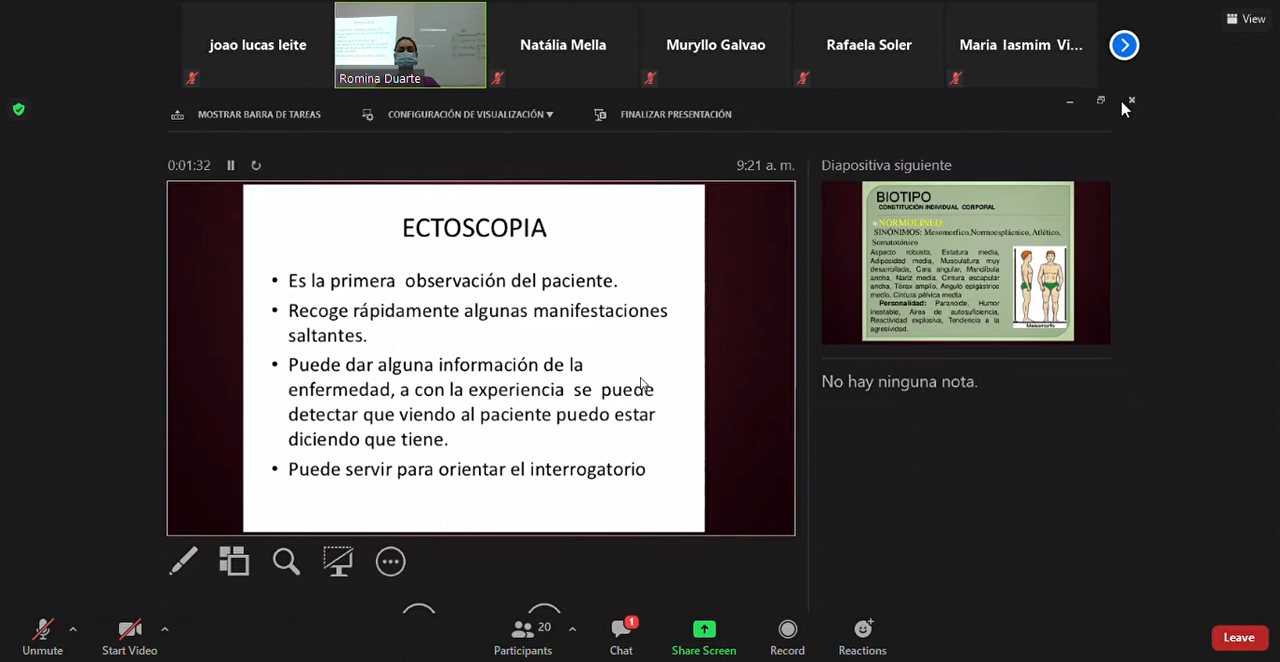 View
joao lucas leite
Romina Duarte
Natália Mella
Muryllo Galvao
Rafaela Soler
Maria Iasmim Vi...
MOSTRAR BARRA DE TAREAS
CONFIGURACIÓN DE VISUALIZACIÓN ▼
FINALIZAR PRESENTACIÓN
0:01:32
9:21 a. m.
Diapositiva siguiente
ECTOSCOPIA
• Es la primera observación del paciente.
• Recoge rápidamente algunas manifestaciones
saltantes.
• Puede dar alguna información de la
enfermedad, a con la experiencia se puede
detectar que viendo al paciente puedo estar
diciendo que tiene.
• Puede servir para orientar el interrogatorio
BIOTIPO
CONSTITUCIÓN INDIVIDUAL CORPORAL
NORMOLÍNEO:
SINÓNIMOS: Mesomorfico,Normoesplácnico, Atlético,
Somatotónico
Aspecto robusto, Estatura media,
Adiposidad media, Musculatura muy
desarrollada, Cara angular, Mandíbula
ancha, Nariz media, Cintura escapular
ancha, Tórax amplio, Angulo epigástrico
medio, Cintura pélvica media
Personalidad: Paranoide, Humor
inestable, Aires de autosuficiencia,
Reactividad explosiva, Tendencia a la
agresividad.
Mesomorfo
No hay ninguna nota.
Unmute
Start Video
20
Participants
1
Chat
Share Screen
Record
Reactions
Leave